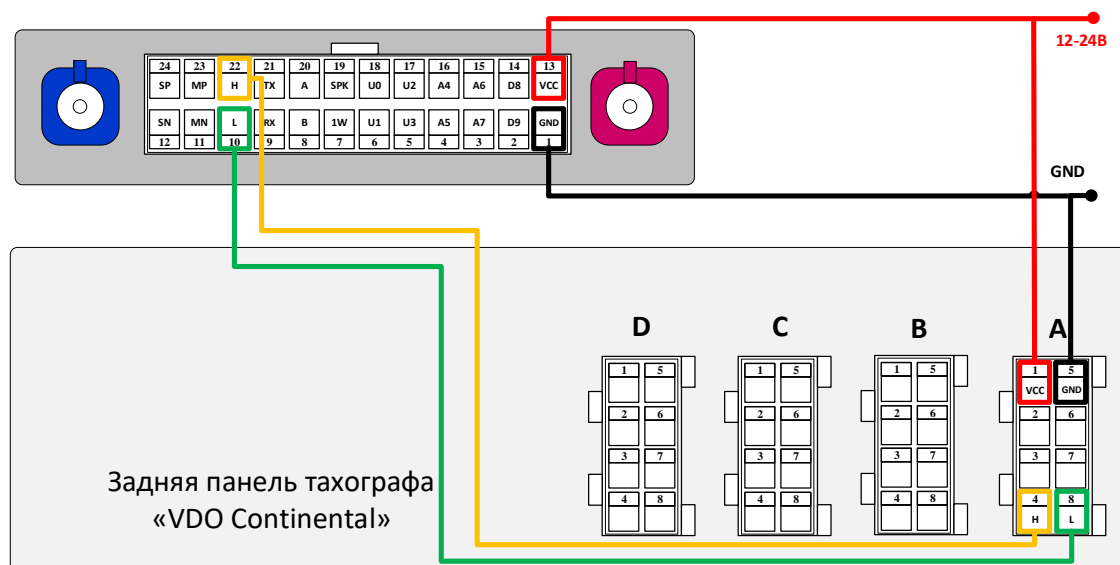 12-24В
24 23 22 21 20 19 18 17 16 15 14 13
SP MP H TX A SPK U0 U2 A4 A6 D8 VCC
SN MN L RX B 1W U1 U3 A5 A7 D9 GND
12 11 10 9 8 7 6 5 4 3 2 1
GND
D C B A
1 5 1 5 1 5 1 5
VCC GND
2 6 2 6 2 6 2 6
3 7 3 7 3 7 3 7
4 8 4 8 4 8 4 8
H L
Задняя панель тахографа
«VDO Continental»